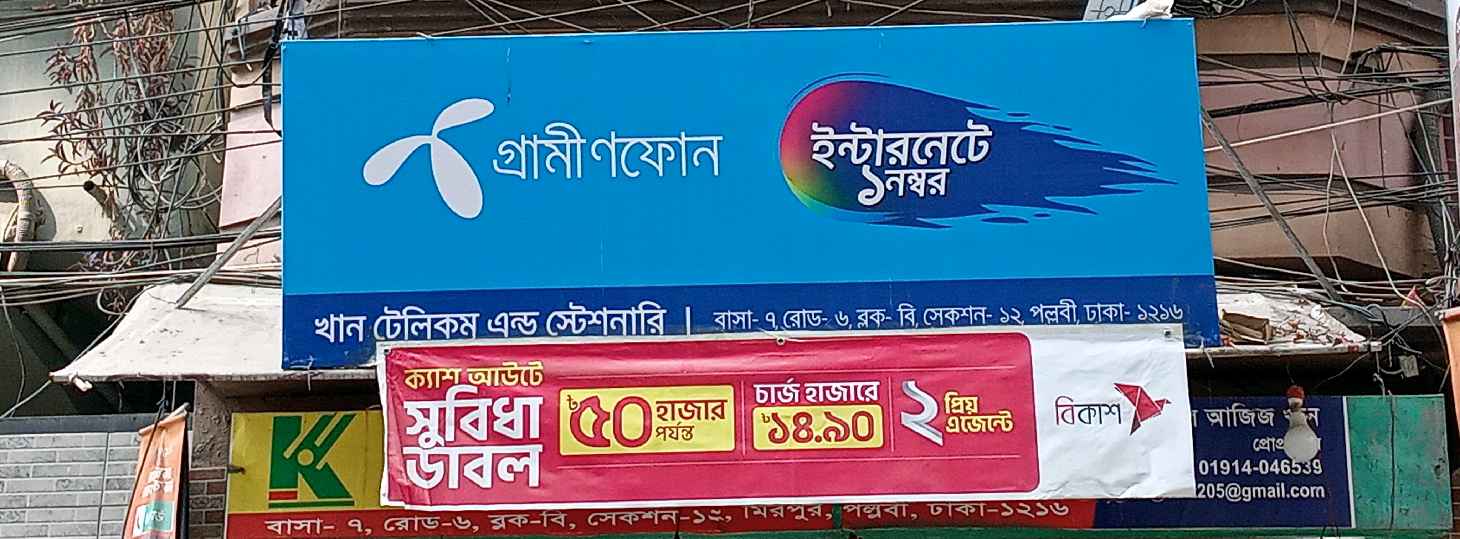 গ্রামীণফোন
ইন্টারনেটে
১নম্বর
খান টেলিকম এন্ড স্টেশনারি | বাসা- ৭, রোড- ৬, ব্লক- বি, সেকশন- ১২, পল্লবী, ঢাকা- ১২১৬
ক্যাশ আউটে
সুবিধা
ডাবল
৳৫০ হাজার
পর্যন্ত
চার্জ হাজারে
৳১৪.৯০
২ প্রিয়
এজেন্টে
বিকাশ
আজিজ
01914-046539
205@gmail.com
বাসা- ৭, রোড-৬, ব্লক-বি, সেকশন-১২, মিরপুর, পল্লবী, ঢাকা-১২১৬